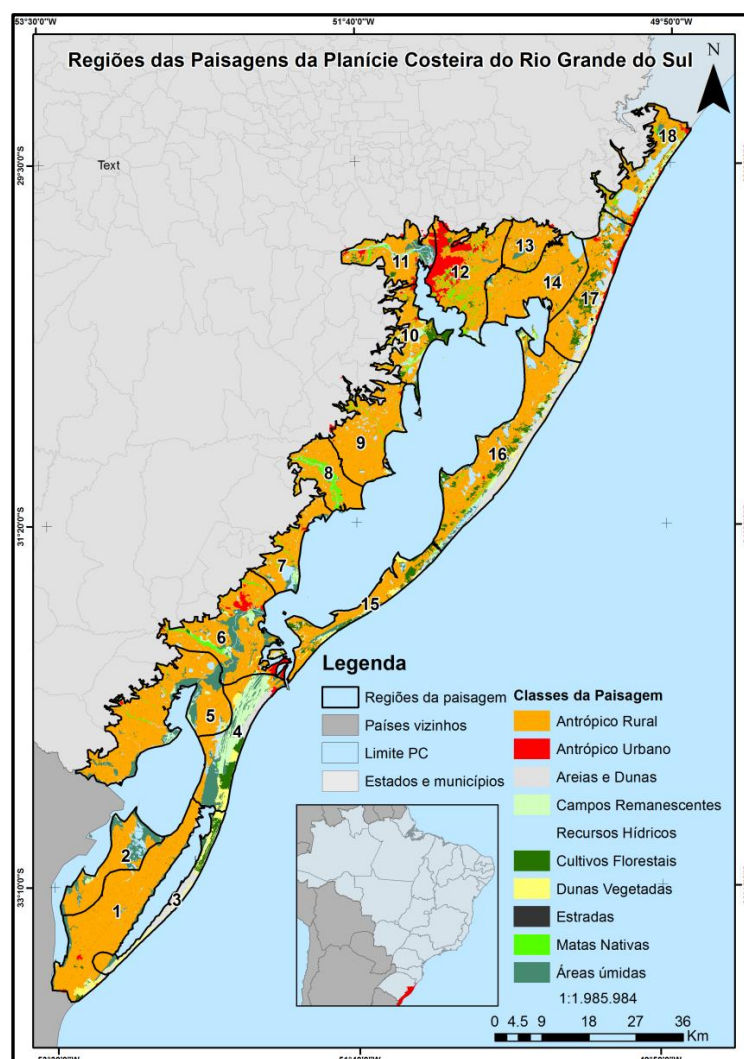 53°30'0"W
51°40'0"W
49°50'0"W
Regiões das Paisagens da Planície Costeira do Rio Grande do Sul
N
18
29°30'0"S
Text
13
11
12
14
17
10
9
16
8
31°20'0"S
7
15
6
Legenda
Regiões da paisagem
Países vizinhos
Limite PC
Estados e municípios
Classes da Paisagem
Antrópico Rural
Antrópico Urbano
Areias e Dunas
Campos Remanescentes
Recursos Hídricos
Cultivos Florestais
Dunas Vegetadas
Estradas
Matas Nativas
Áreas úmidas
5
4
2
33°10'0"S
1
3
1:1.985.984
0 4.5 9 18 27 36
Km
51°40'0"W